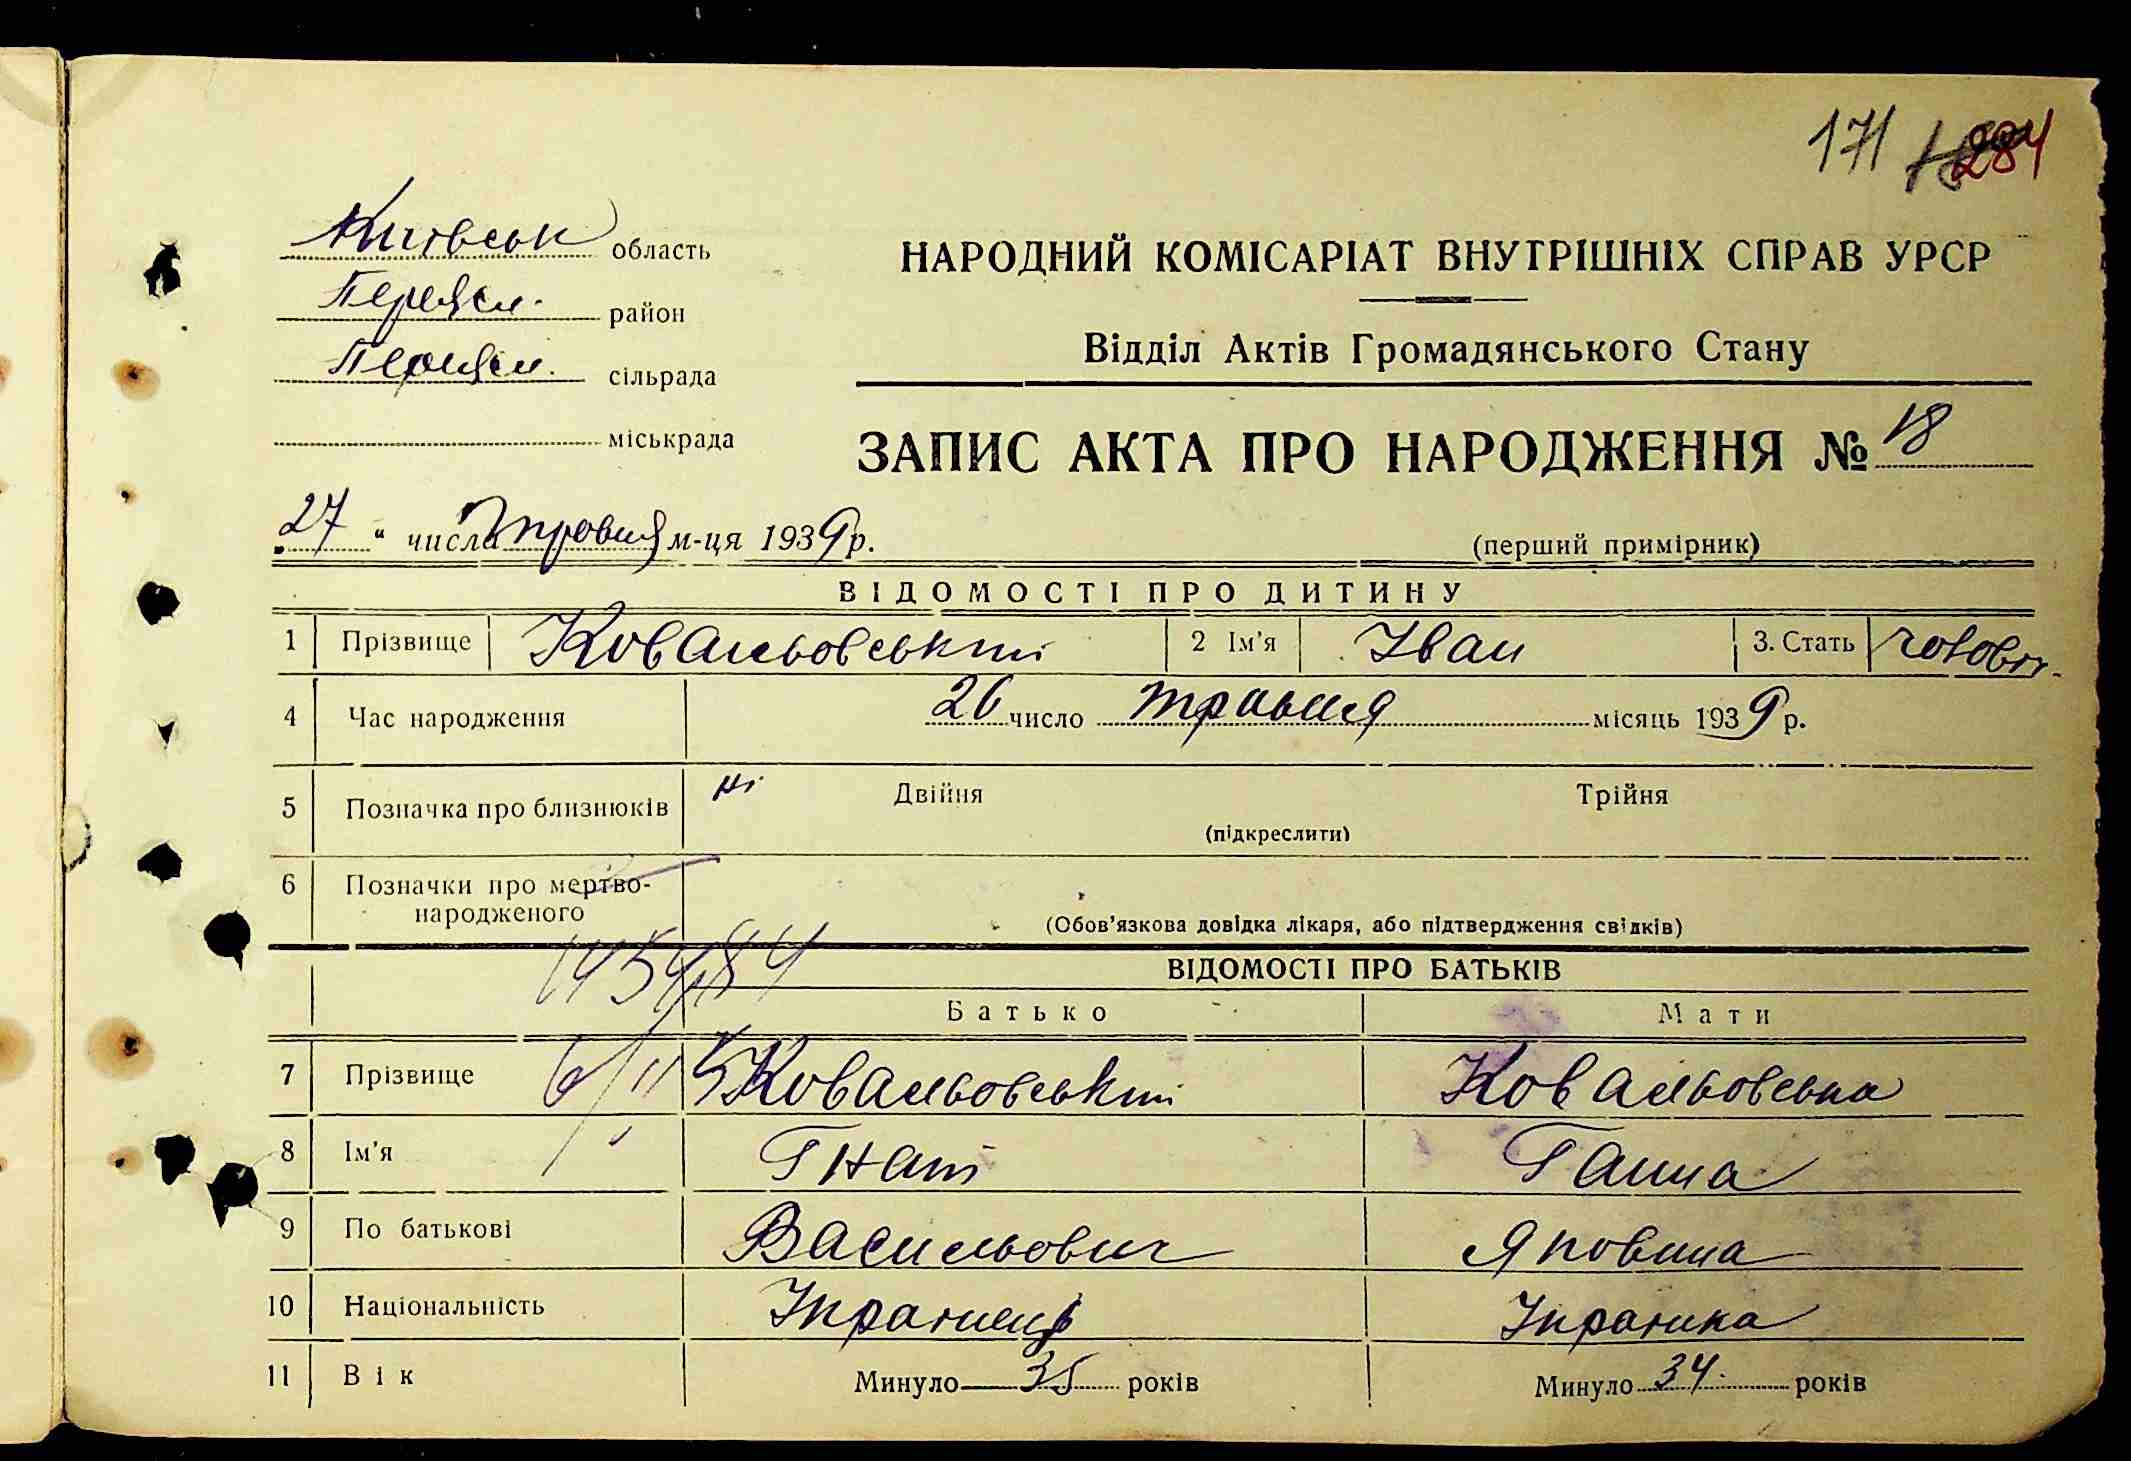 171 284
Київськ область
район
сільрада
міськрада
НАРОДНИЙ КОМІСАРІАТ ВНУТРІШНІХ СПРАВ УРСР
Відділ Актів Громадянського Стану
ЗАПИС АКТА ПРО НАРОДЖЕННЯ № 18
„ 27 “ числа травня м-ця 1939 р.
(перший примірник)
ВІДОМОСТІ ПРО ДИТИНУ
1 Прізвище Ковальовський 2 Ім'я Іван 3. Стать чолович.
4 Час народження 26 число травня місяць 1939 р.
5 Позначка про близнюків ні Двійня Трійня
(підкреслити)
6 Позначки про мертво-
народженого
(Обов'язкова довідка лікаря, або підтвердження свідків)
ВІДОМОСТІ ПРО БАТЬКІВ
Батько Мати
7 Прізвище Ковальовський Ковальовська
8 Ім'я Гнат Ганна
9 По батькові Васильович Яковна
10 Національність Українець Українка
11 Вік Минуло 35 років Минуло 34 років